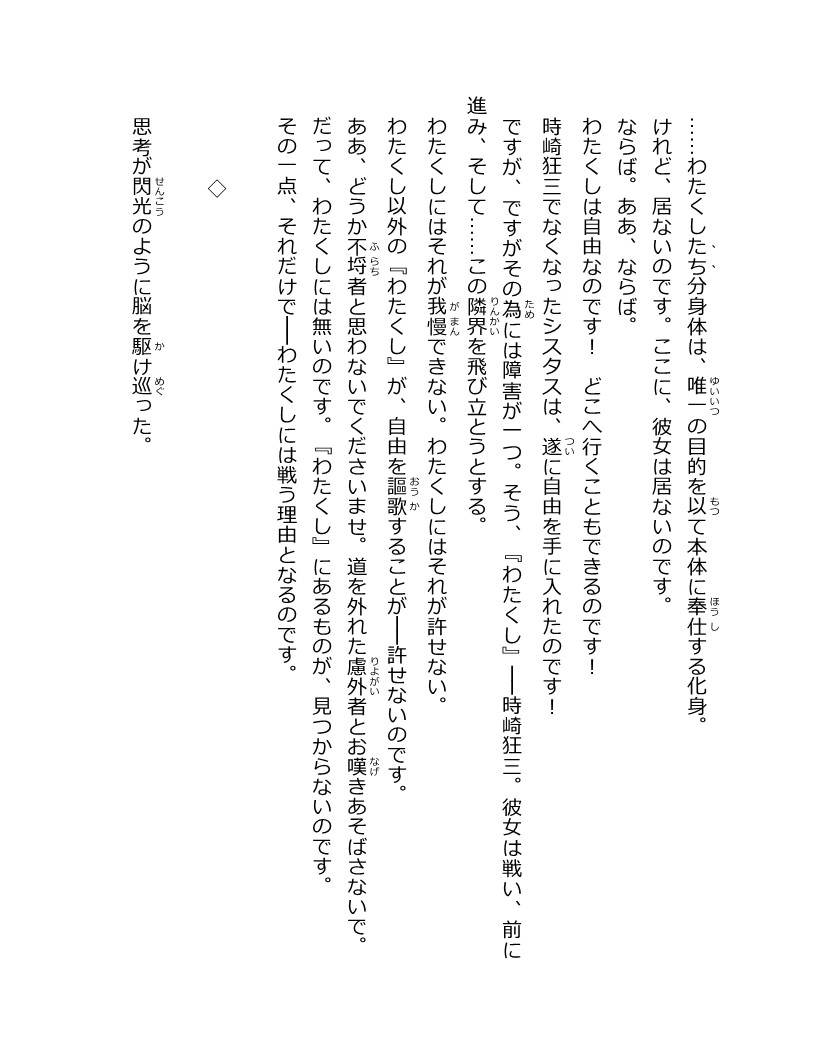 ……わたくしたち分身体は、唯一の目的を以て本体に奉仕する化身。
けれど、居ないのです。ここに、彼女は居ないのです。
ならば。ああ、ならば。
わたくしは自由なのです！　どこへ行くこともできるのです！
時崎狂三でなくなったシスタスは、遂に自由を手に入れたのです！
ですが、ですがその為には障害が一つ。そう、『わたくし』――時崎狂三。彼女は戦い、前に
進み、そして……この隣界を飛び立とうとする。
わたくしにはそれが我慢できない。わたくしにはそれが許せない。
わたくし以外の『わたくし』が、自由を謳歌することが――許せないのです。
ああ、どうか不埒者と思わないでくださいませ。道を外れた慮外者とお嘆きあそばさないで。
だって、わたくしには無いのです。『わたくし』にあるものが、見つからないのです。
その一点、それだけで――わたくしには戦う理由となるのです。
◇
思考が閃光のように脳を駆け巡った。